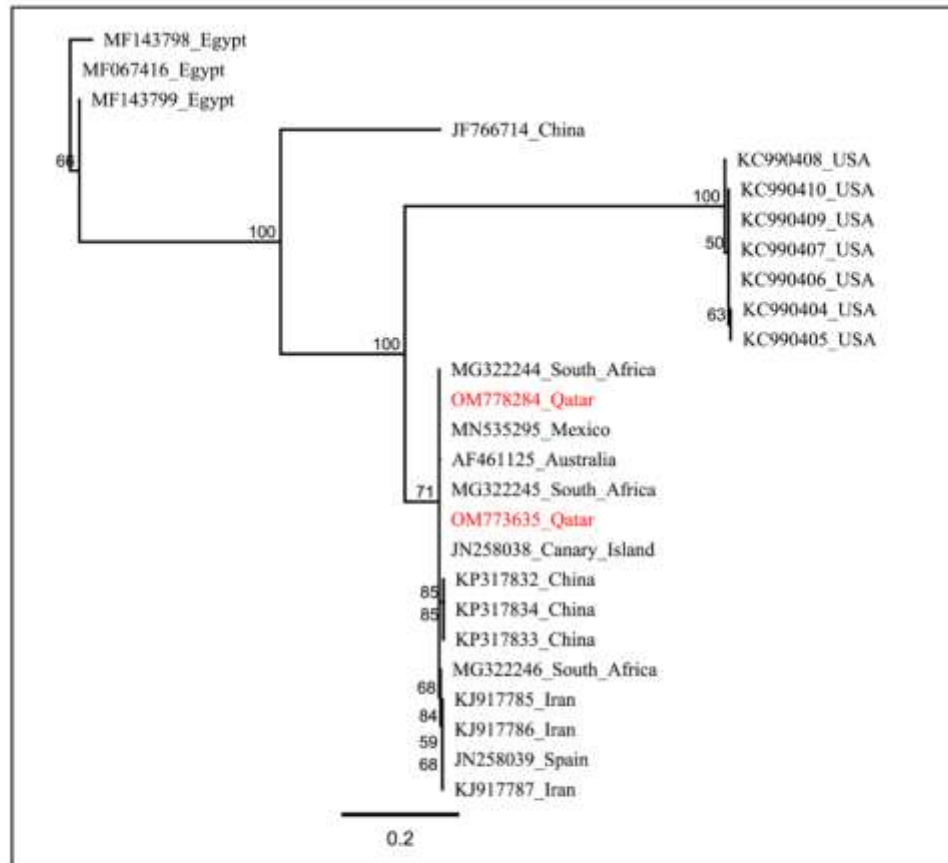 MF143798_Egypt
MF067416_Egypt
MF143799_Egypt
JF766714_China
KC990408_USA
66
KC990410_USA
100
KC990409_USA
100
50
KC990407_USA
KC990406_USA
63
KC990404_USA
KC990405_USA
100
MG322244_South_Africa
OM778284_Qatar
MN535295_Mexico
AF461125_Australia
71
MG322245_South_Africa
OM773635_Qatar
JN258038_Canary_Island
85
KP317832_China
85
KP317834_China
KP317833_China
MG322246_South_Africa
68
KJ917785_Iran
84
KJ917786_Iran
59
JN258039_Spain
68
KJ917787_Iran
0.2